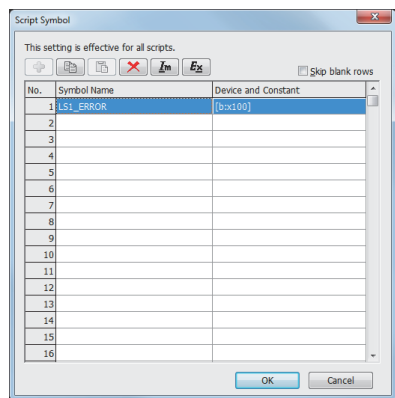 Script Symbol
This setting is effective for all scripts.
Im Ex Skip blank rows
No. Symbol Name Device and Constant
1 LS1_ERROR [b:x100]
2
3
4
5
6
7
8
9
10
11
12
13
14
15
16
OK Cancel